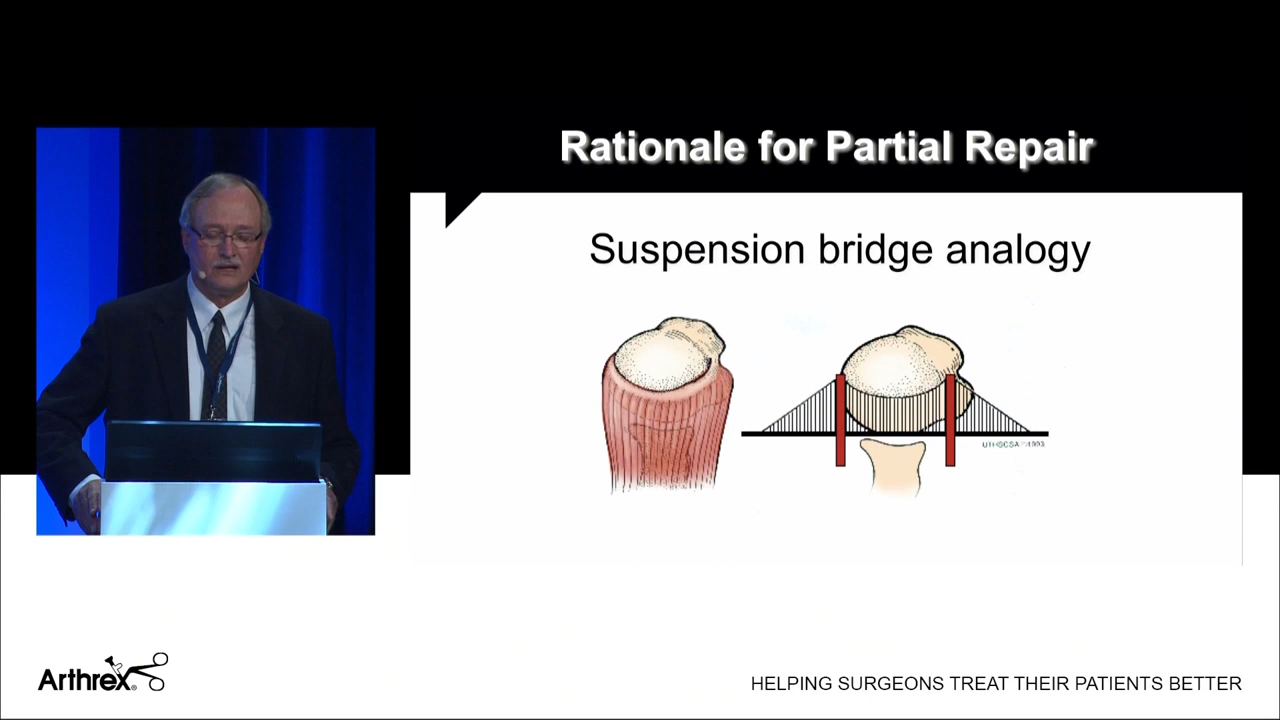 Rationale for Partial Repair
Suspension bridge analogy
Arthrex
HELPING SURGEONS TREAT THEIR PATIENTS BETTER